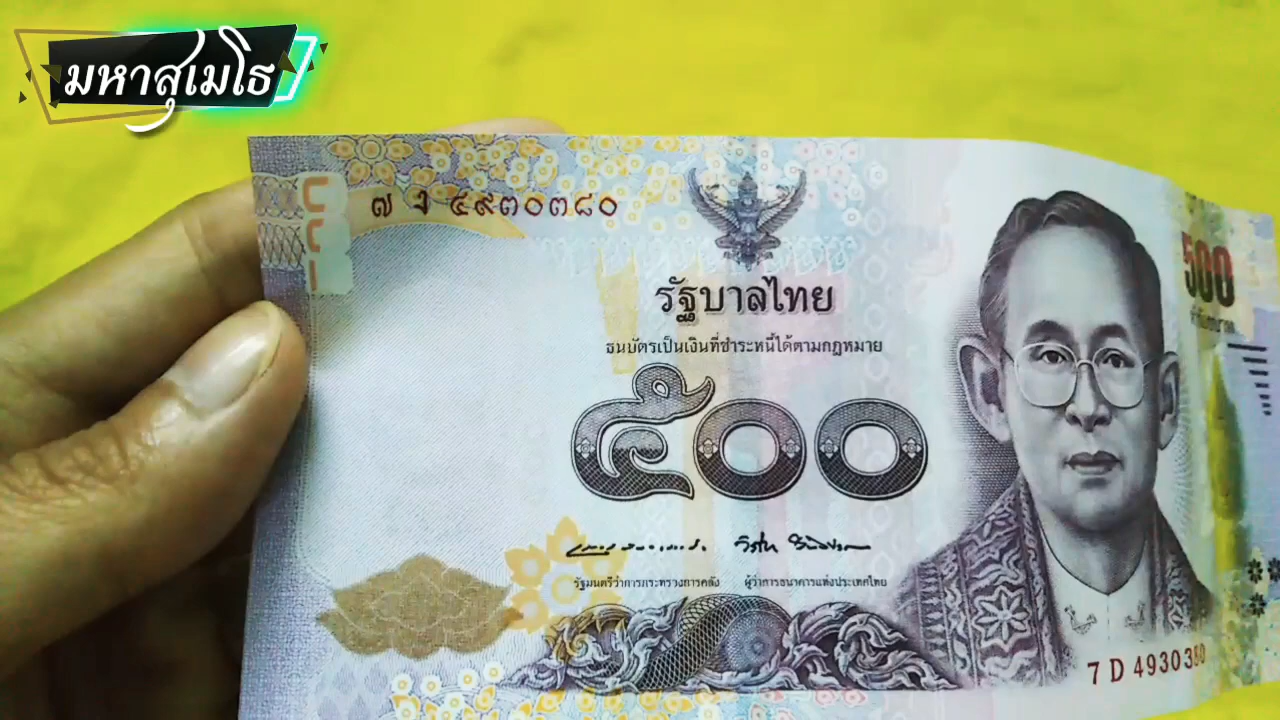 มหาสุเมโธ
๗ ง ๔๙๓๐๓๘๐
รัฐบาลไทย
ธนบัตรเป็นเงินที่ชำระหนี้ได้ตามกฎหมาย
500
๕๐๐
รัฐมนตรีว่าการกระทรวงการคลัง ผู้ว่าการธนาคารแห่งประเทศไทย
7 D 4930380